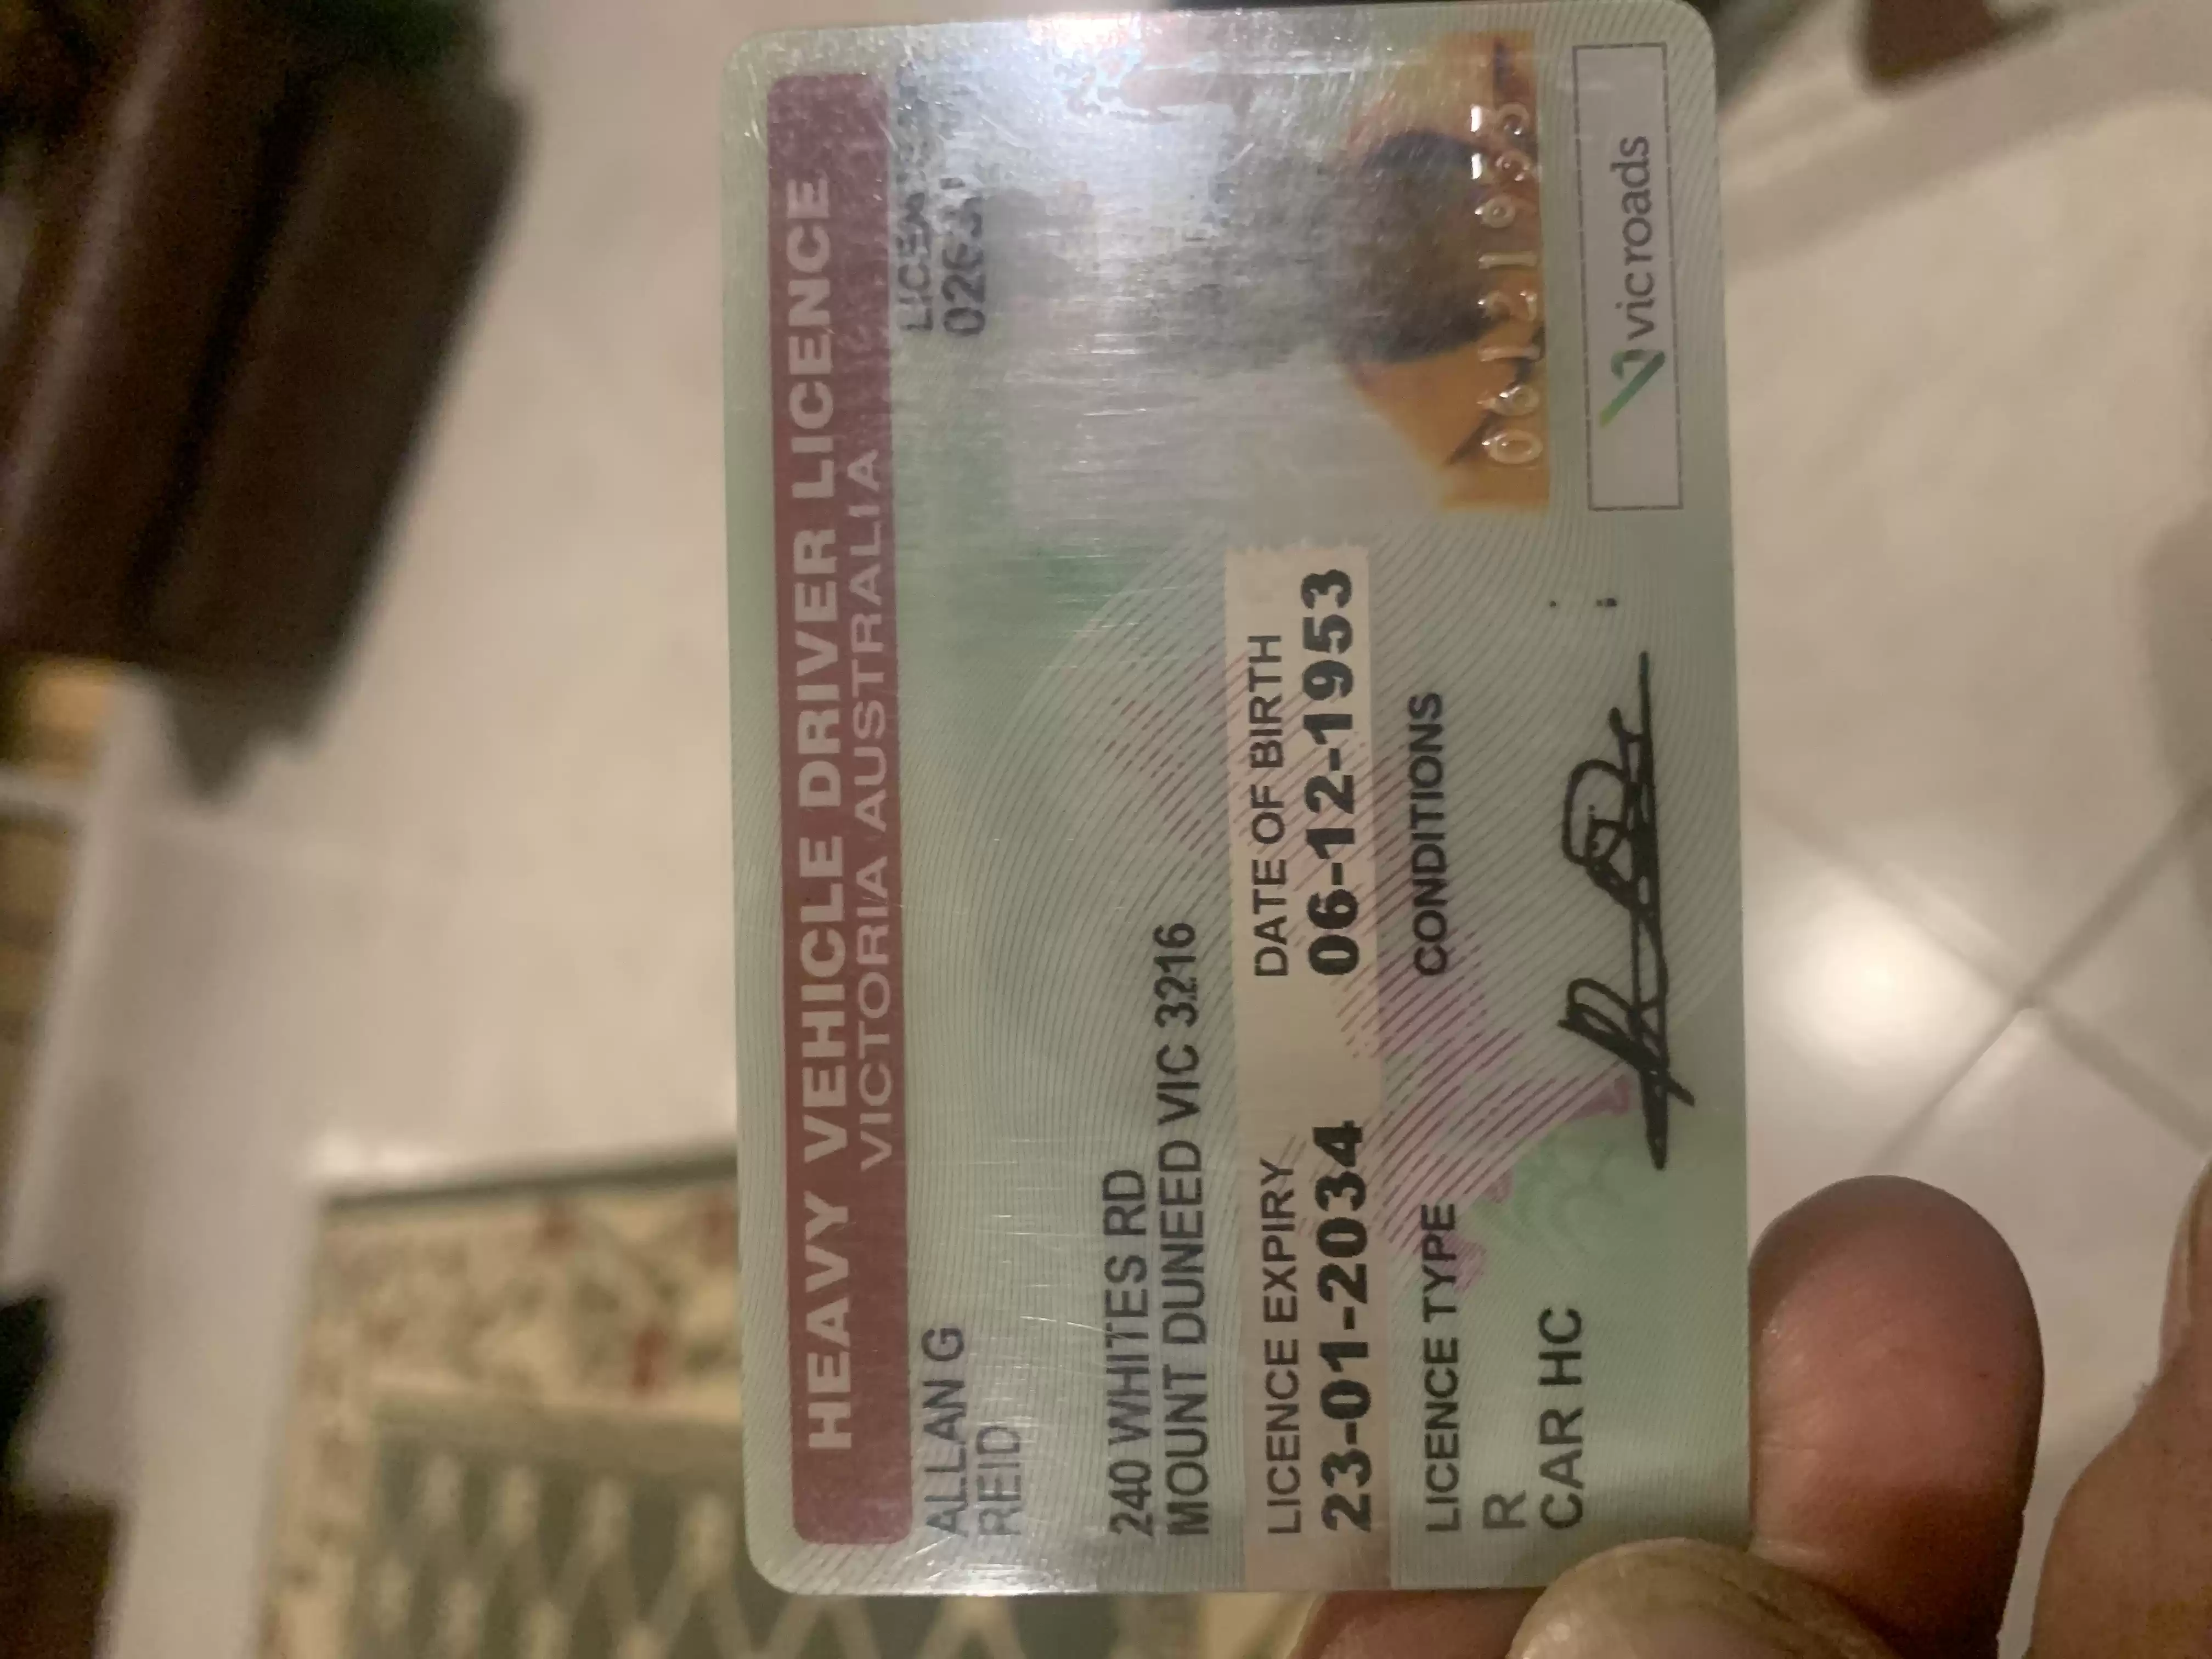 HEAVY VEHICLE DRIVER LICENCE
VICTORIA AUSTRALIA
ALLAN G
REID
240 WHITES RD
MOUNT DUNEED VIC 3216
LICENCE EXPIRY
23-01-2034
DATE OF BIRTH
06-12-1953
LICENCE TYPE
R
CAR HC
CONDITIONS
06121953
vicroads